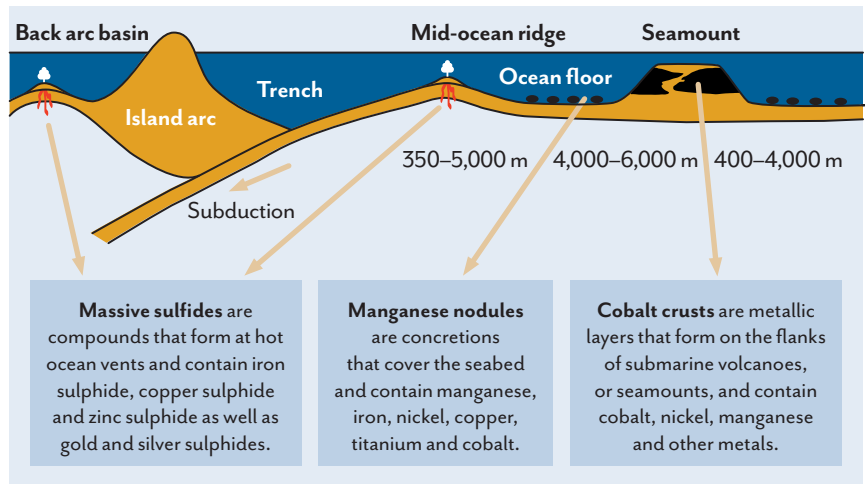 Back arc basin
Mid-ocean ridge
Seamount
Ocean floor
Trench
Island arc
350–5,000 m
4,000–6,000 m
400–4,000 m
Subduction
Massive sulfides are
compounds that form at hot
ocean vents and contain iron
sulphide, copper sulphide
and zinc sulphide as well as
gold and silver sulphides.
Manganese nodules
are concretions
that cover the seabed
and contain manganese,
iron, nickel, copper,
titanium and cobalt.
Cobalt crusts are metallic
layers that form on the flanks
of submarine volcanoes,
or seamounts, and contain
cobalt, nickel, manganese
and other metals.